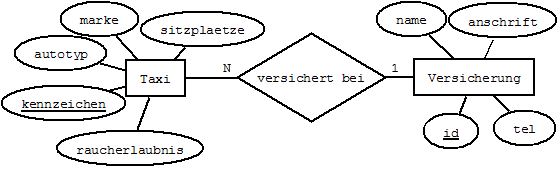 marke
sitzplaetze
name
anschrift
autotyp
Taxi
N
versichert bei
1
Versicherung
kennzeichen
raucherlaubnis
id
tel